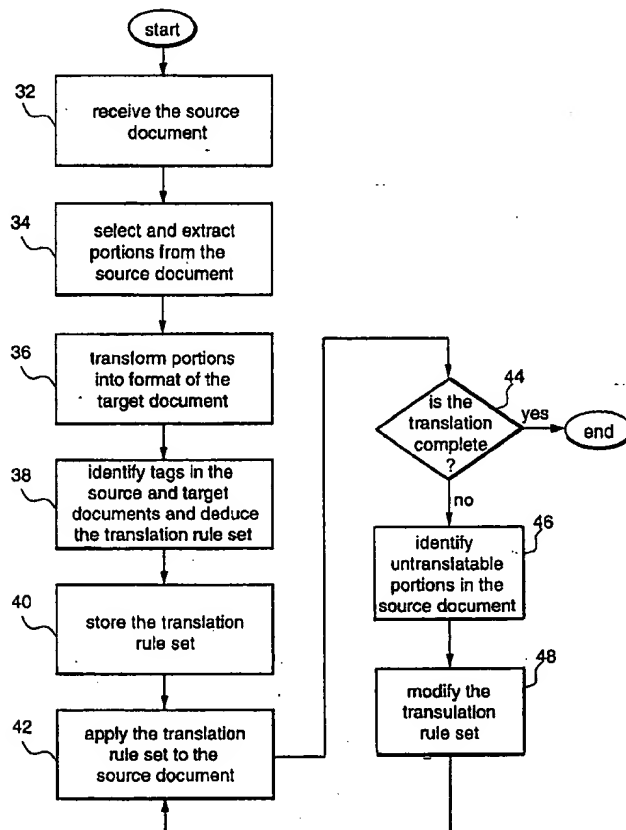 start
32
receive the source
document
34
select and extract
portions from the
source document
36
transform portions
into format of the
target document
38
identify tags in the
source and target
documents and deduce
the translation rule set
40
store the translation
rule set
42
apply the translation
rule set to the
source document
44
is the
translation
complete
?
yes
end
no
46
identify
untranslatable
portions in the
source document
48
modify the
transulation
rule set